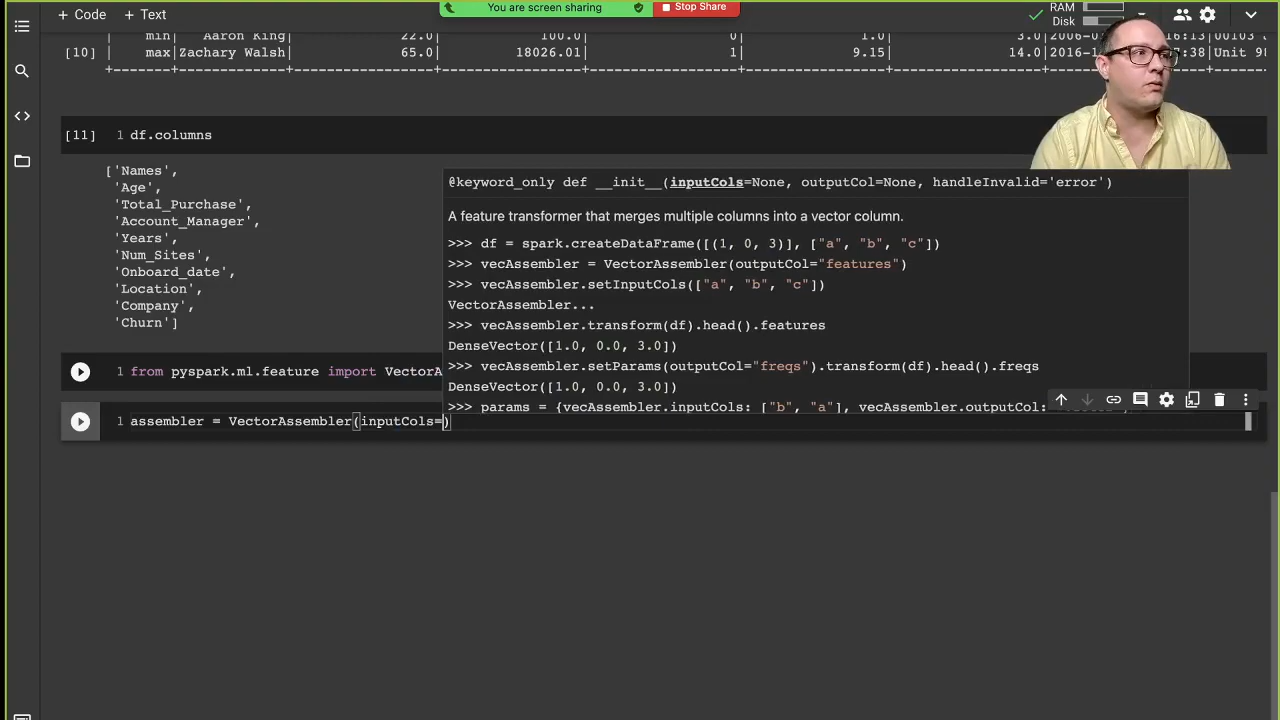 + Code + Text
You are screen sharing
Stop Share
RAM
Disk
min| Aaron King| 22.0| 100.0| 0| 1.0| 3.0|
[10] max|Zachary Walsh| 65.0| 18026.01| 1| 9.15| 14.0|
[11] 1 df.columns
['Names',
'Age',
'Total_Purchase',
'Account_Manager',
'Years',
'Num_Sites',
'Onboard_date',
'Location',
'Company',
'Churn']
@keyword_only def __init__(inputCols=None, outputCol=None, handleInvalid='error')
A feature transformer that merges multiple columns into a vector column.
>>> df = spark.createDataFrame([(1, 0, 3)], ["a", "b", "c"])
>>> vecAssembler = VectorAssembler(outputCol="features")
>>> vecAssembler.setInputCols(["a", "b", "c"])
VectorAssembler...
>>> vecAssembler.transform(df).head().features
DenseVector([1.0, 0.0, 3.0])
>>> vecAssembler.setParams(outputCol="freqs").transform(df).head().freqs
DenseVector([1.0, 0.0, 3.0])
>>> params = {vecAssembler.inputCols: ["b", "a"], vecAssembler.outputCol:
1 from pyspark.ml.feature import VectorA
1 assembler = VectorAssembler(inputCols=)